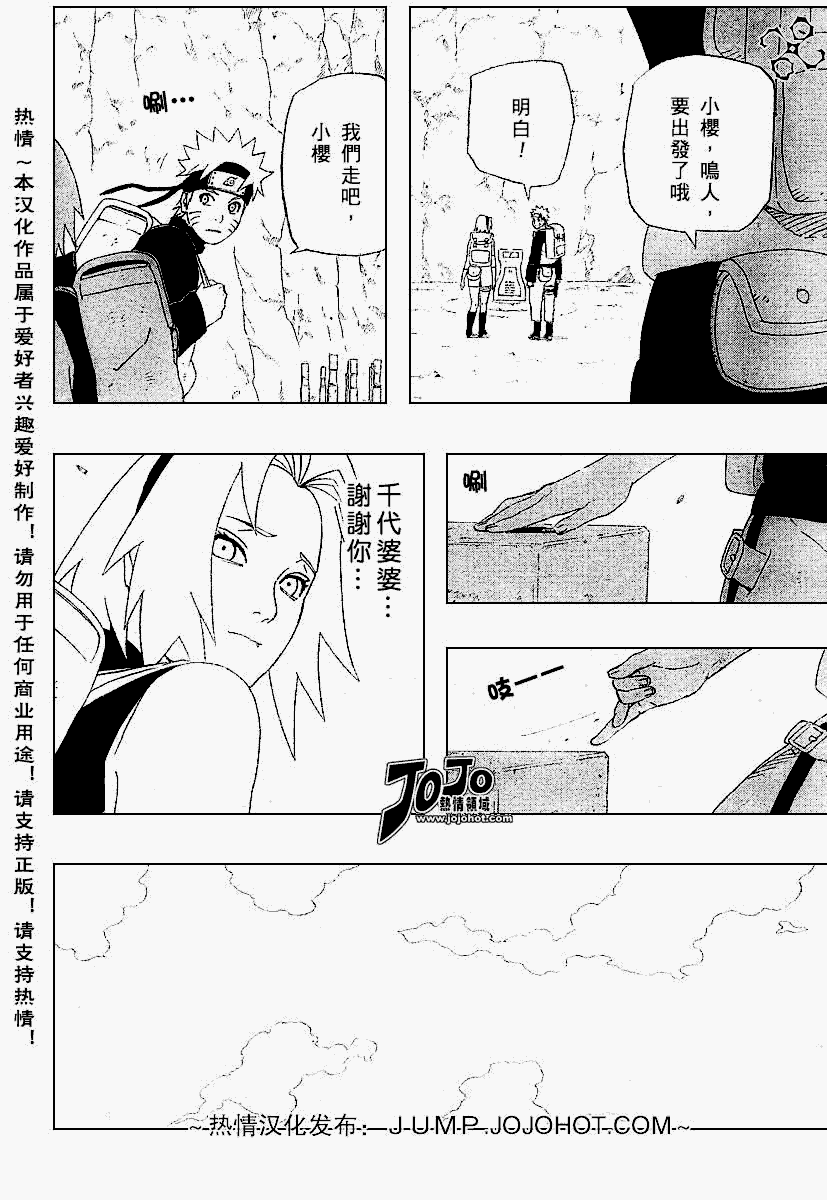 小櫻，鳴人，
要出發了哦
明白！
我們走吧，
小櫻
…
吱一一
千代婆婆…
謝謝你…
JOJO
熱情領域
www.jojohot.com
热情～本汉化作品属于爱好者兴趣爱好制作！请勿用于任何商业用途！请支持正版！请支持热情！
～热情汉化发布：JUMP.JOJOHOT.COM～